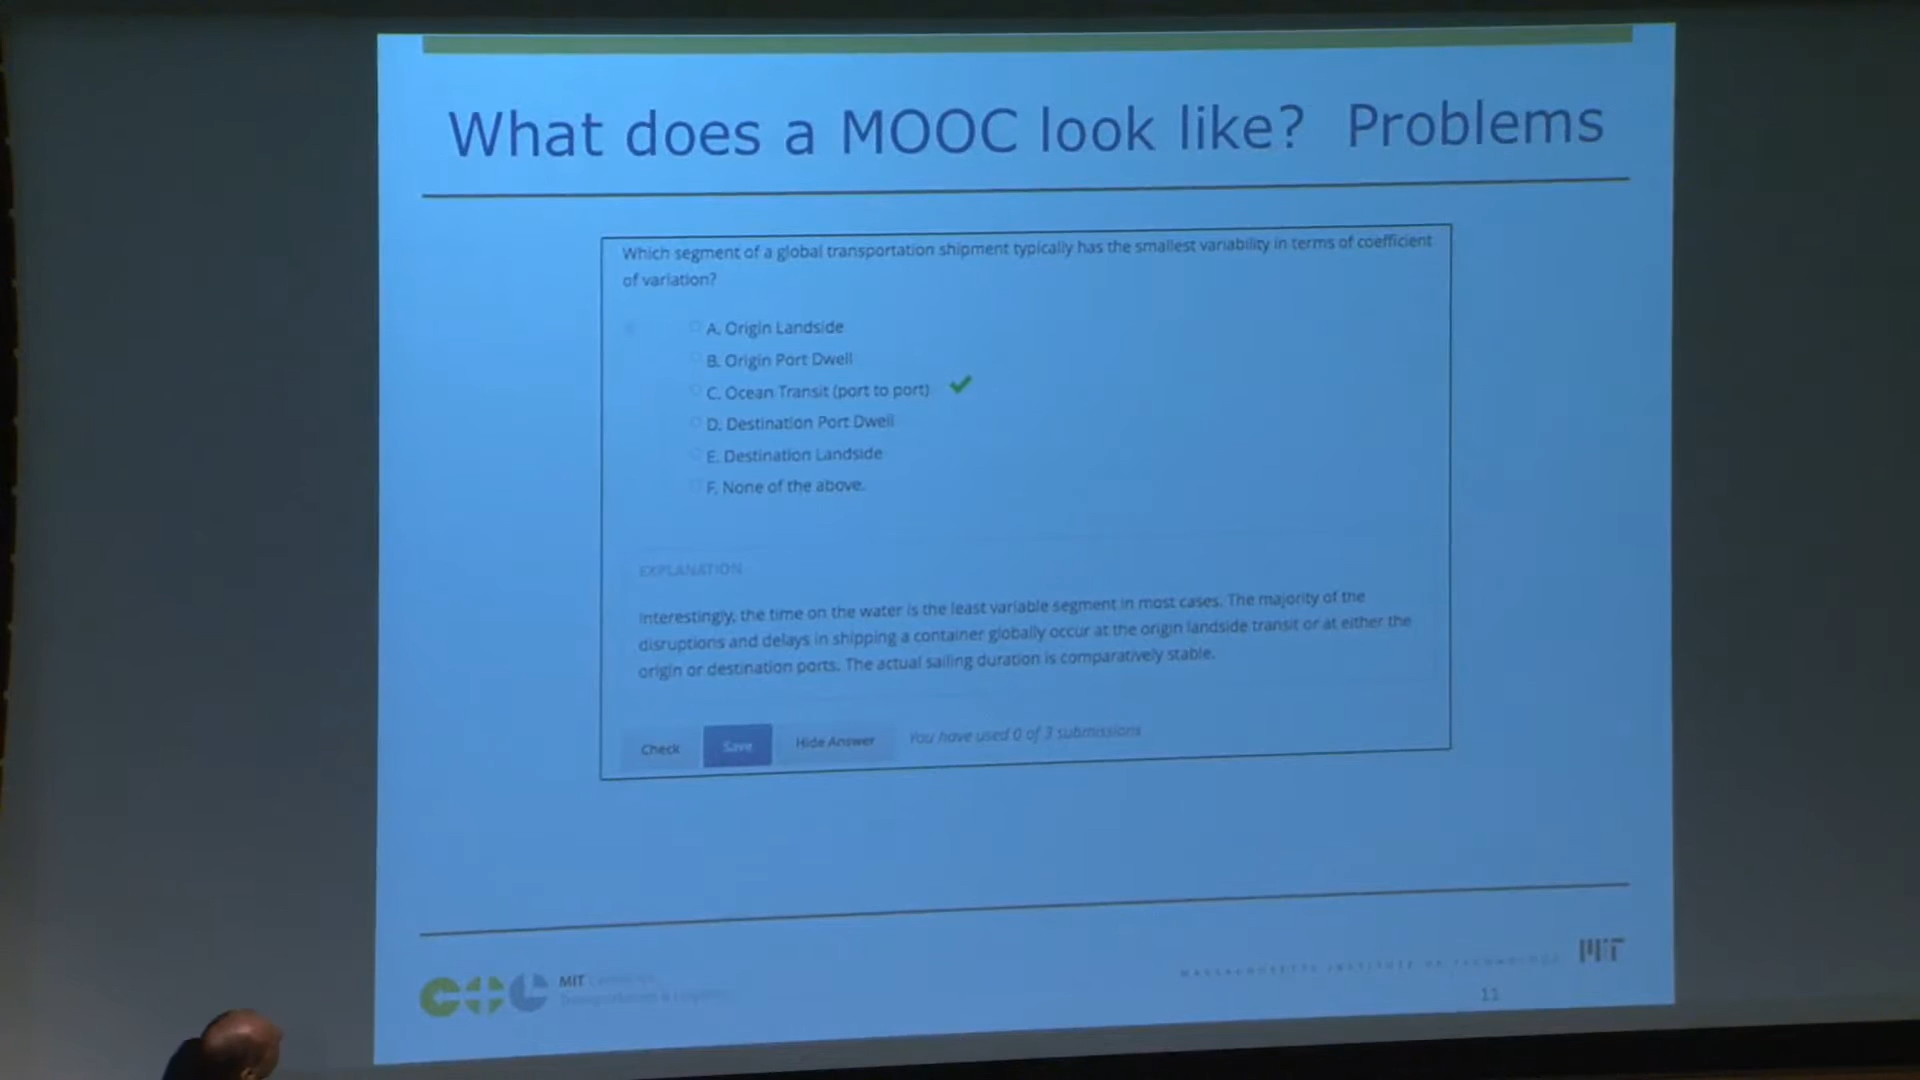 What does a MOOC look like? Problems
Which segment of a global transportation shipment typically has the smallest variability in terms of coefficient
of variation?
A. Origin Landside
B. Origin Port Dwell
C. Ocean Transit (port to port)
D. Destination Port Dwell
E. Destination Landside
F. None of the above.
EXPLANATION
Interestingly, the time on the water is the least variable segment in most cases. The majority of the
disruptions and delays in shipping a container globally occur at the origin landside transit or at either the
origin or destination ports. The actual sailing duration is comparatively stable.
Check Save Hide Answer You have used 0 of 3 submissions
MIT
MASSACHUSETTS INSTITUTE OF TECHNOLOGY MIT
11